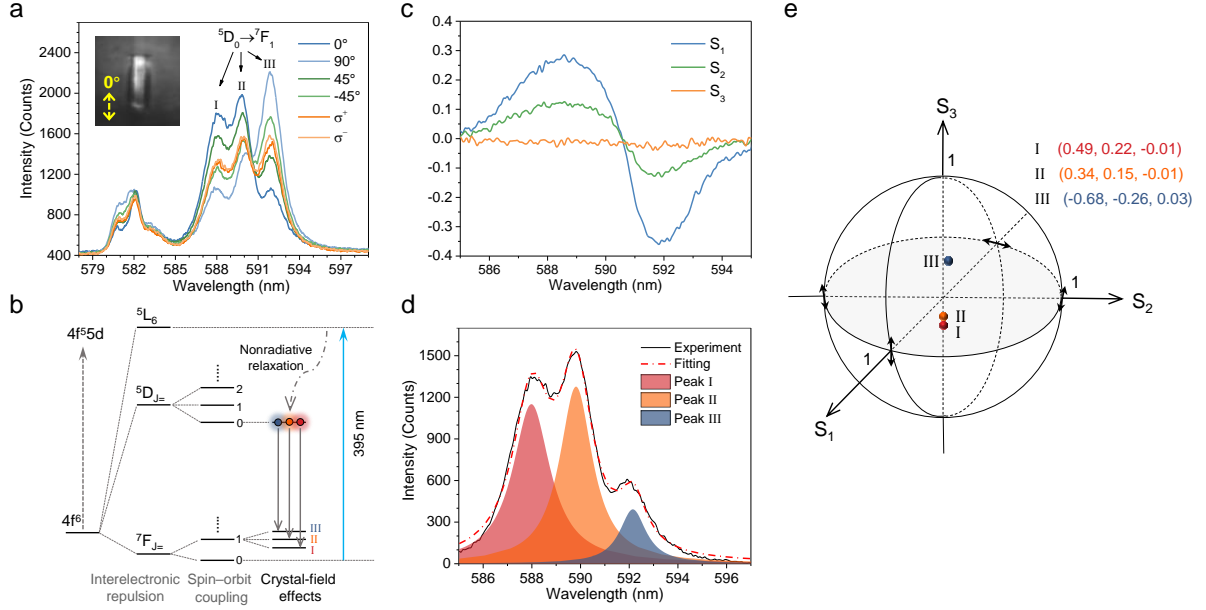 a
Intensity (Counts)
2400
2000
1600
1200
800
400
579
582
585
588
591
594
597
Wavelength (nm)
0°
⁵D₀→⁷F₁
I
II
III
0°
90°
45°
-45°
σ⁺
σ⁻
b
4f⁵5d
4f⁶
⁵L₆
⁵D_J=
2
1
0
⁷F_J=
1
0
Nonradiative
relaxation
395 nm
III
II
I
Interelectronic
repulsion
Spin–orbit
coupling
Crystal-field
effects
c
0.4
0.3
0.2
0.1
0.0
-0.1
-0.2
-0.3
-0.4
586
588
590
592
594
Wavelength (nm)
S₁
S₂
S₃
d
Intensity (Counts)
1500
1200
900
600
300
0
586
588
590
592
594
596
Wavelength (nm)
Experiment
Fitting
Peak I
Peak II
Peak III
e
S₃
1
S₂
1
S₁
1
III
II
I
I (0.49, 0.22, -0.01)
II (0.34, 0.15, -0.01)
III (-0.68, -0.26, 0.03)